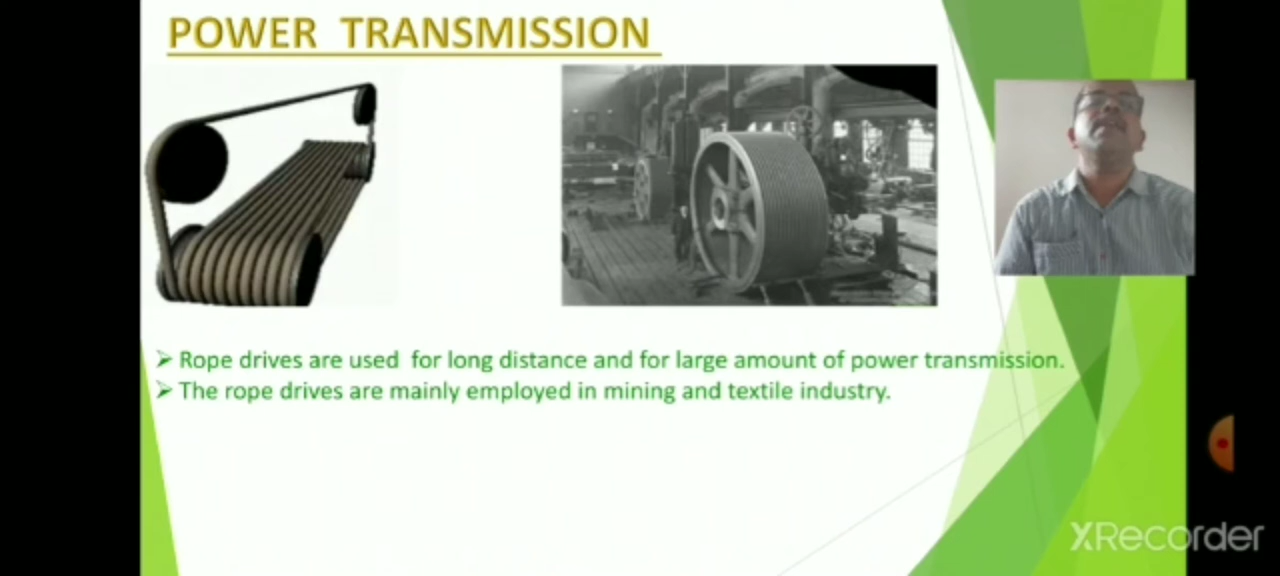 POWER TRANSMISSION
➢ Rope drives are used for long distance and for large amount of power transmission.
➢ The rope drives are mainly employed in mining and textile industry.
XRecorder